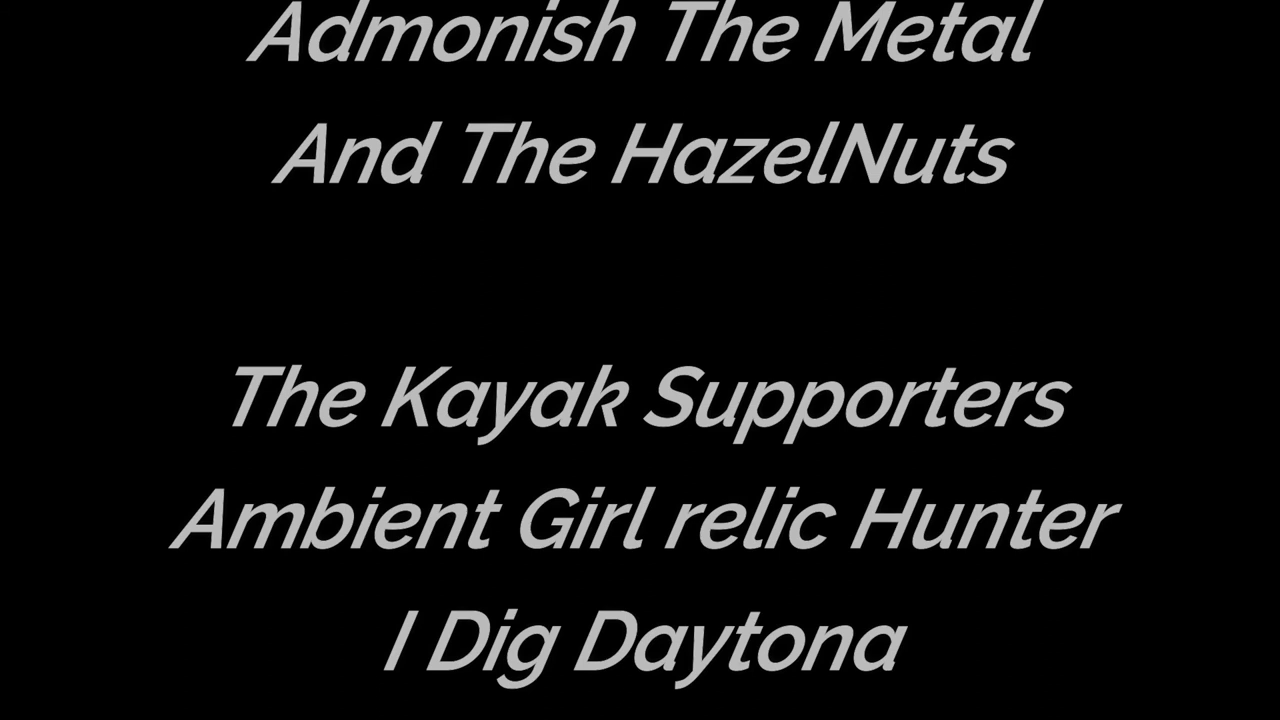 Admonish The Metal
And The HazelNuts
The Kayak Supporters
Ambient Girl relic Hunter
I Dig Daytona